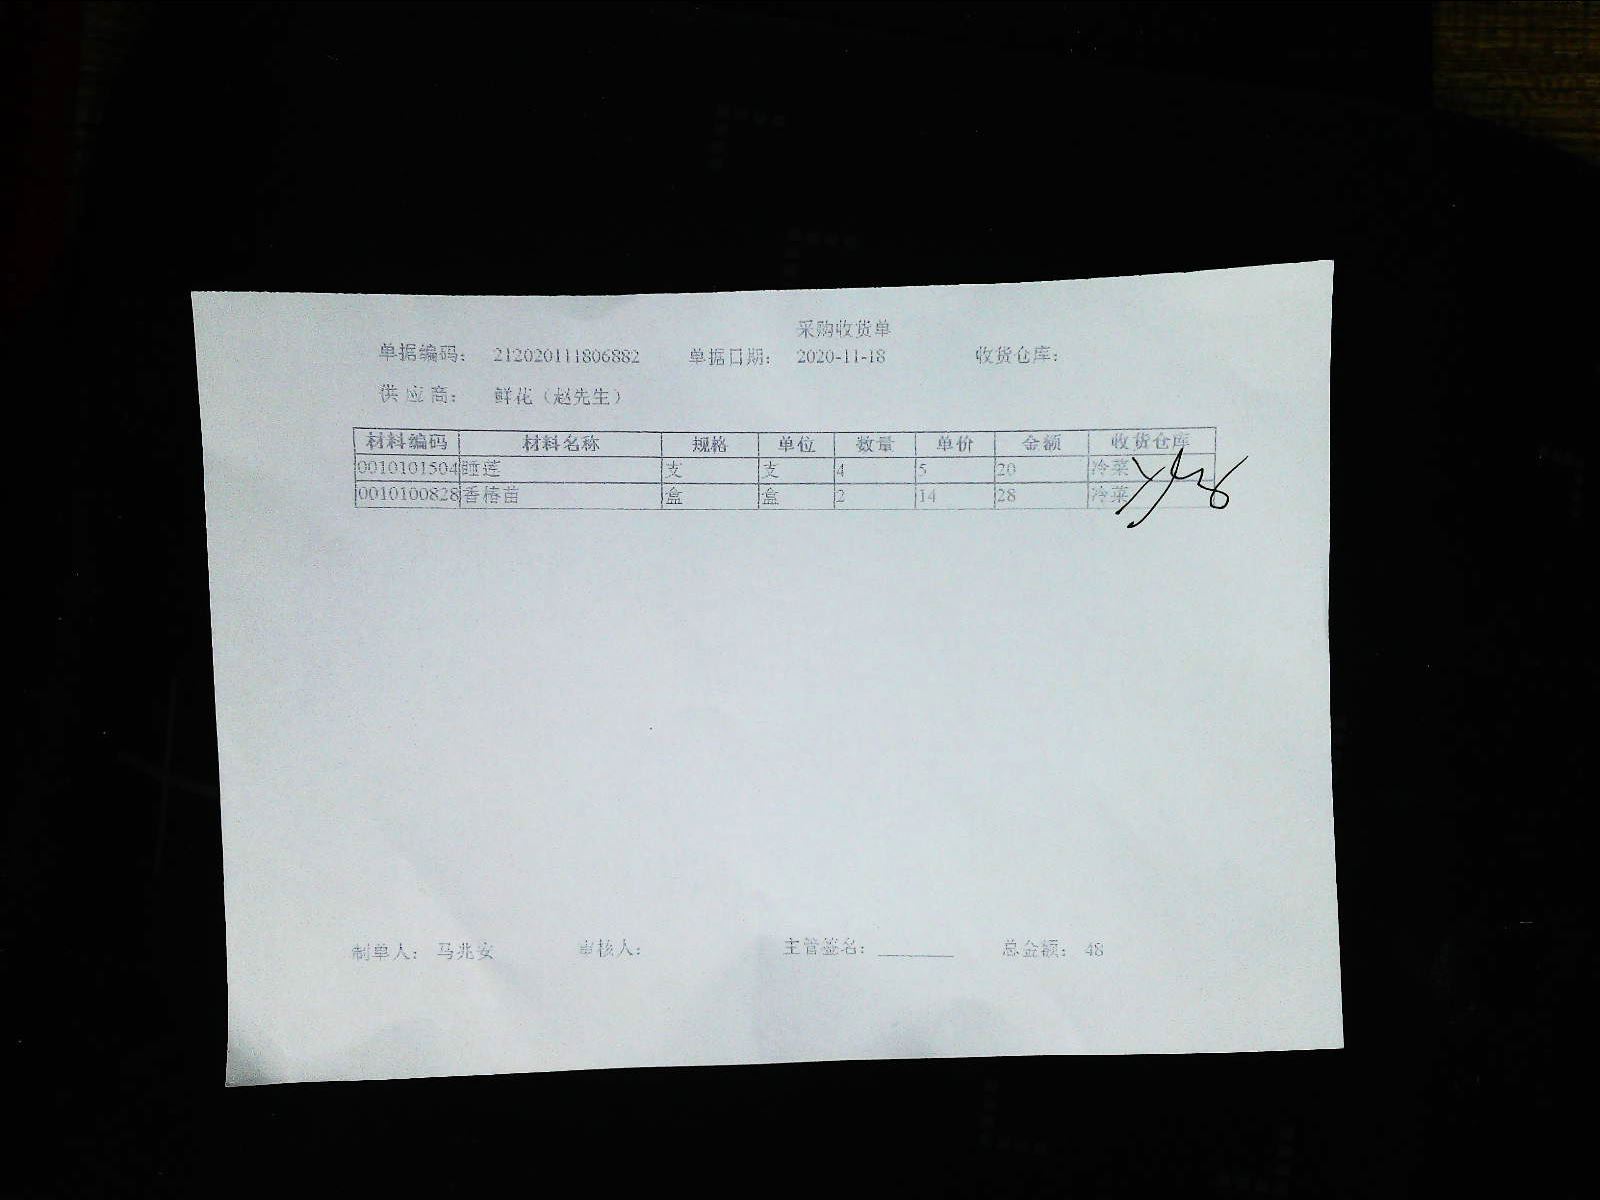 采购收货单
单据编码： 212020111806882 单据日期： 2020-11-18 收货仓库：
供应商： 鲜花（赵先生）
材料编码 材料名称 规格 单位 数量 单价 金额 收货仓库
0010101504 睡莲 支 支 4 5 20 冷菜
0010100828 香椿苗 盒 盒 2 14 28 冷菜
制单人： 马兆安 审核人： 主管签名：________ 总金额： 48